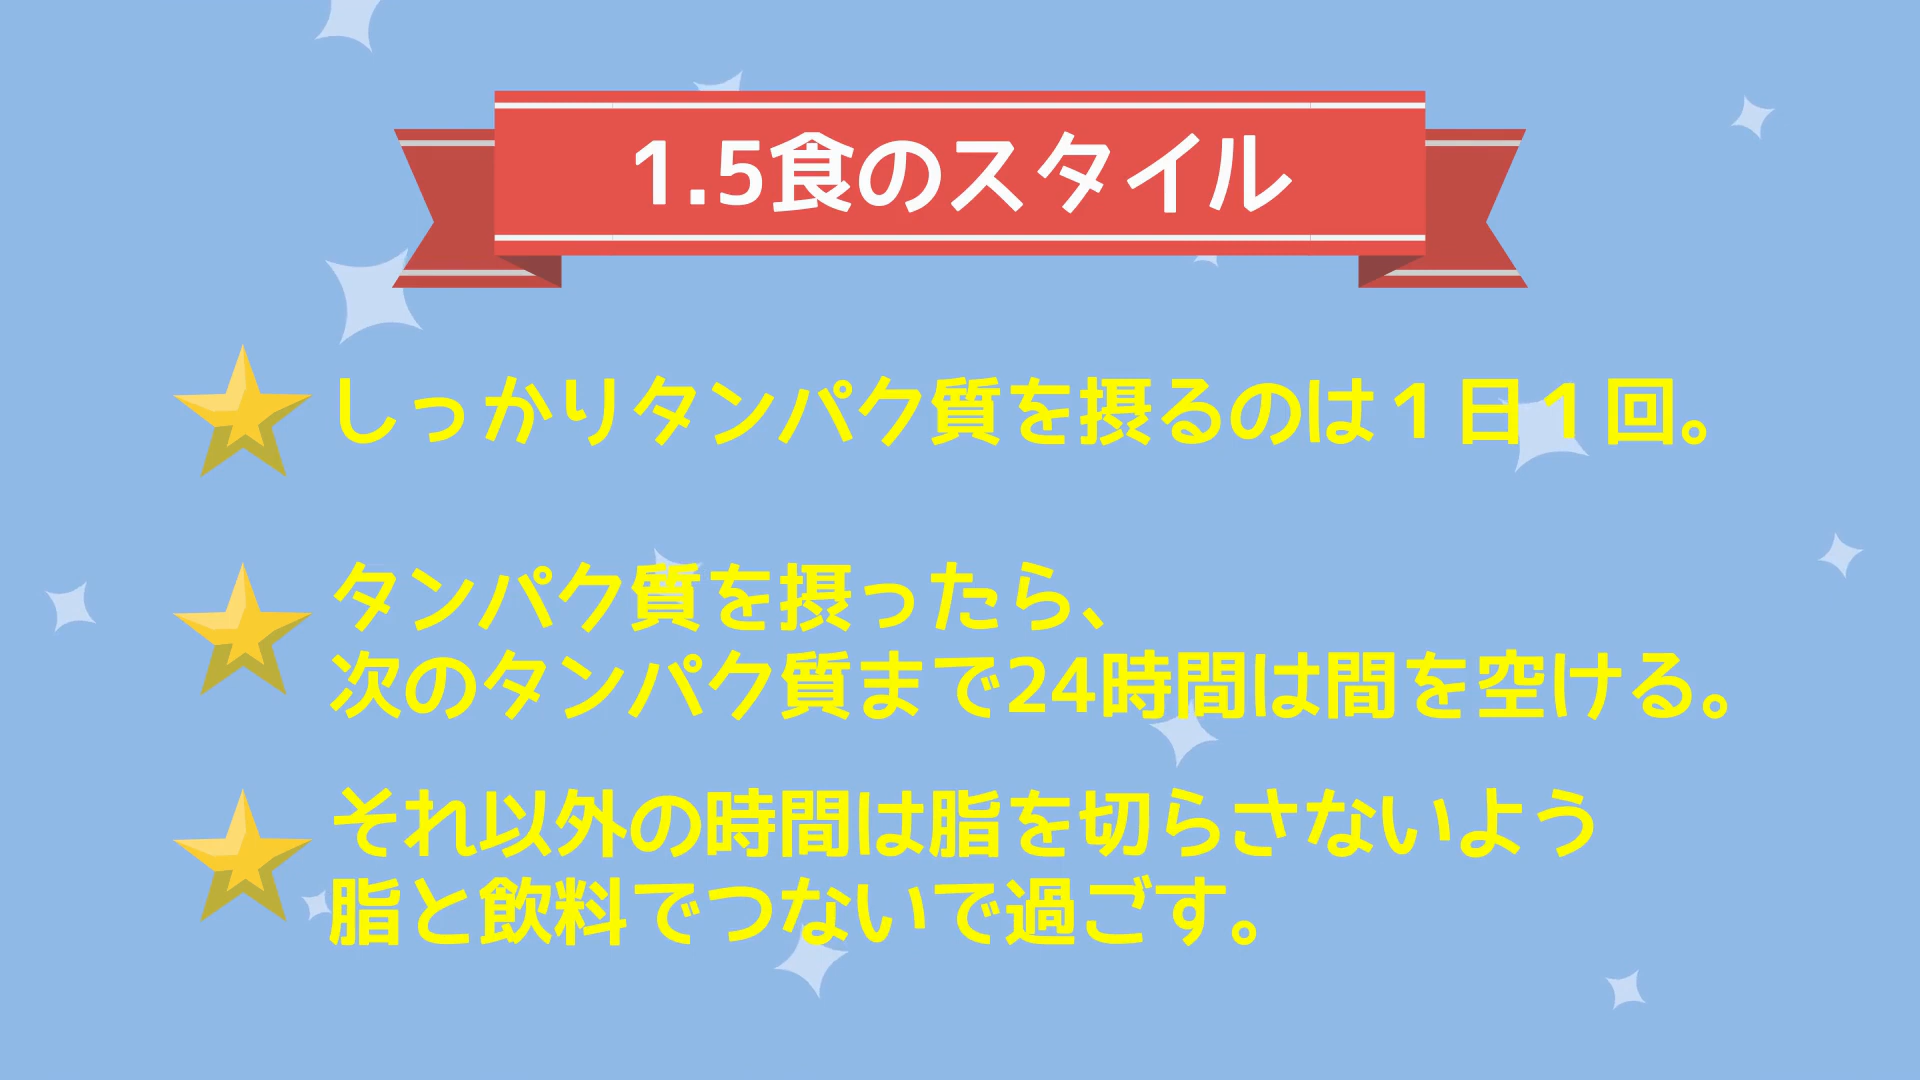 1.5食のスタイル
しっかりタンパク質を摂るのは１日１回。
タンパク質を摂ったら、
次のタンパク質まで24時間は間を空ける。
それ以外の時間は脂を切らさないよう
脂と飲料でつないで過ごす。